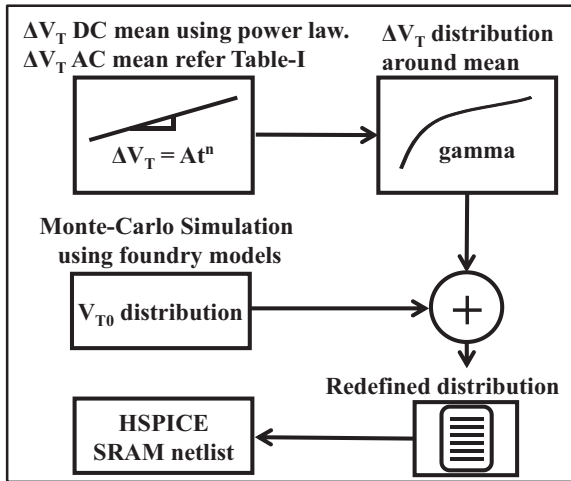 ΔV_T DC mean using power law.
ΔV_T AC mean refer Table-I
ΔV_T distribution
around mean
ΔV_T = Atⁿ
gamma
Monte-Carlo Simulation
using foundry models
V_T0 distribution
+
Redefined distribution
HSPICE
SRAM netlist